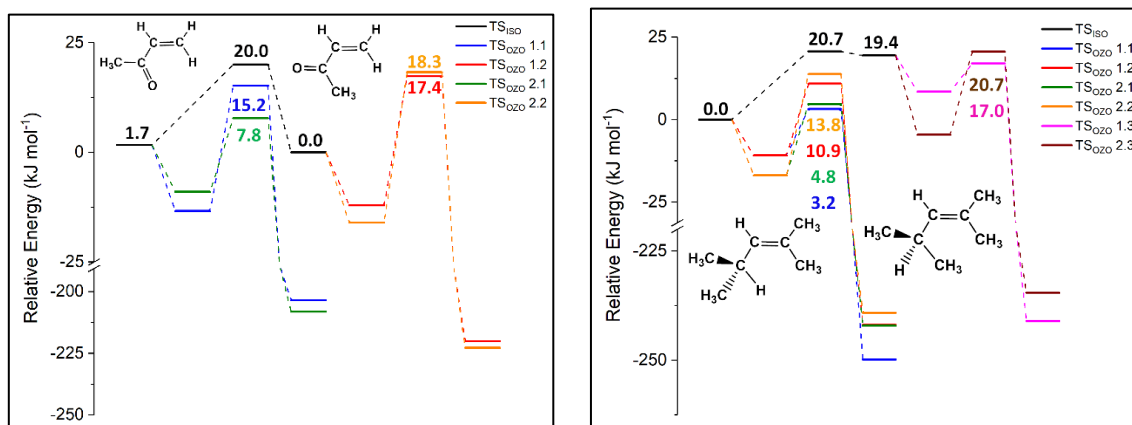 Relative Energy (kJ mol⁻¹)
25
0
-25
-200
-225
-250
H
H
C
C
C
H
H₃C
O
H
H
C
C
O
C
H
CH₃
TS_ISO
TS_OZO 1.1
TS_OZO 1.2
TS_OZO 2.1
TS_OZO 2.2
20.0
18.3
17.4
15.2
7.8
1.7
0.0
Relative Energy (kJ mol⁻¹)
25
0
25
-225
-250
TS_ISO
TS_OZO 1.1
TS_OZO 1.2
TS_OZO 2.1
TS_OZO 2.2
TS_OZO 1.3
TS_OZO 2.3
20.7
19.4
0.0
20.7
17.0
13.8
10.9
4.8
3.2
H
CH₃
H₃C
CH₃
H₃C
H
H
CH₃
H₃C
CH₃
H
CH₃